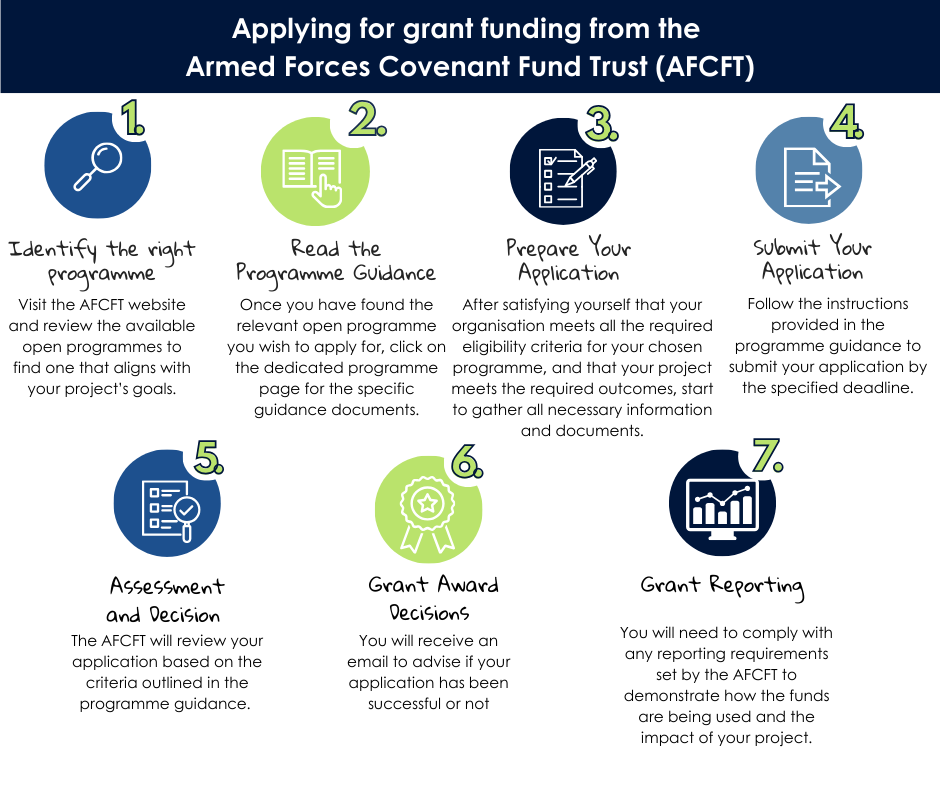 Applying for grant funding from the
Armed Forces Covenant Fund Trust (AFCFT)
1.
Identify the right
programme
Visit the AFCFT website
and review the available
open programmes to
find one that aligns with
your project's goals.
2.
Read the
Programme Guidance
Once you have found the
relevant open programme
you wish to apply for, click on
the dedicated programme
page for the specific
guidance documents.
3.
Prepare Your
Application
After satisfying yourself that your
organisation meets all the required
eligibility criteria for your chosen
programme, and that your project
meets the required outcomes, start
to gather all necessary information
and documents.
4.
Submit Your
Application
Follow the instructions
provided in the
programme guidance to
submit your application by
the specified deadline.
5.
Assessment
and Decision
The AFCFT will review your
application based on the
criteria outlined in the
programme guidance.
6.
Grant Award
Decisions
You will receive an
email to advise if your
application has been
successful or not
7.
Grant Reporting
You will need to comply with
any reporting requirements
set by the AFCFT to
demonstrate how the funds
are being used and the
impact of your project.